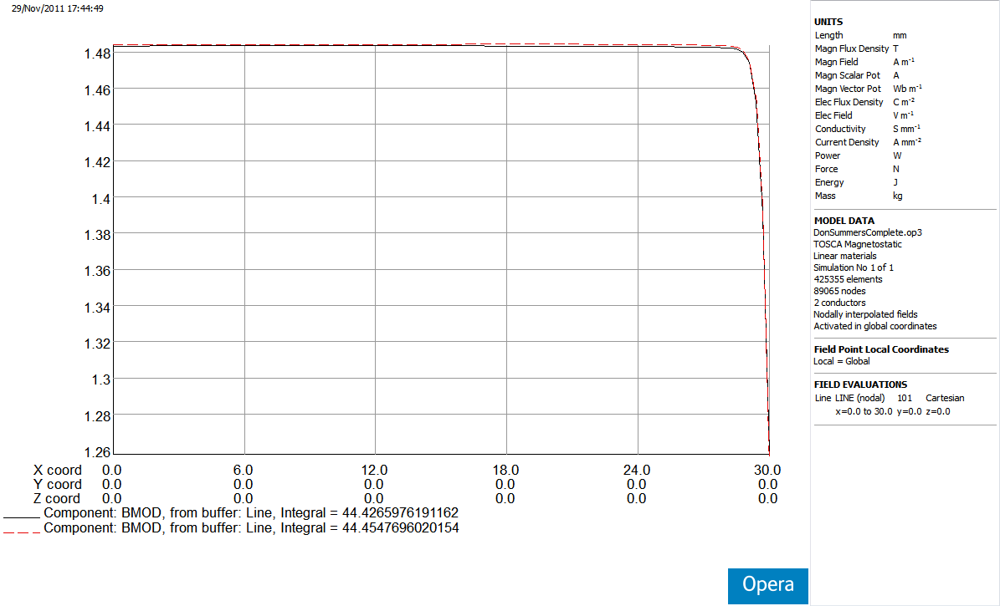 29/Nov/2011 17:44:49
1.48
1.46
1.44
1.42
1.4
1.38
1.36
1.34
1.32
1.3
1.28
1.26
X coord 0.0 6.0 12.0 18.0 24.0 30.0
Y coord 0.0 0.0 0.0 0.0 0.0 0.0
Z coord 0.0 0.0 0.0 0.0 0.0 0.0
Component: BMOD, from buffer: Line, Integral = 44.4265976191162
Component: BMOD, from buffer: Line, Integral = 44.4547696020154
Opera
UNITS
Length mm
Magn Flux Density T
Magn Field A m⁻¹
Magn Scalar Pot A
Magn Vector Pot Wb m⁻¹
Elec Flux Density C m⁻²
Elec Field V m⁻¹
Conductivity S mm⁻¹
Current Density A mm⁻²
Power W
Force N
Energy J
Mass kg
MODEL DATA
DonSummersComplete.op3
TOSCA Magnetostatic
Linear materials
Simulation No 1 of 1
425355 elements
89065 nodes
2 conductors
Nodally interpolated fields
Activated in global coordinates
Field Point Local Coordinates
Local = Global
FIELD EVALUATIONS
Line LINE (nodal) 101 Cartesian
x=0.0 to 30.0 y=0.0 z=0.0